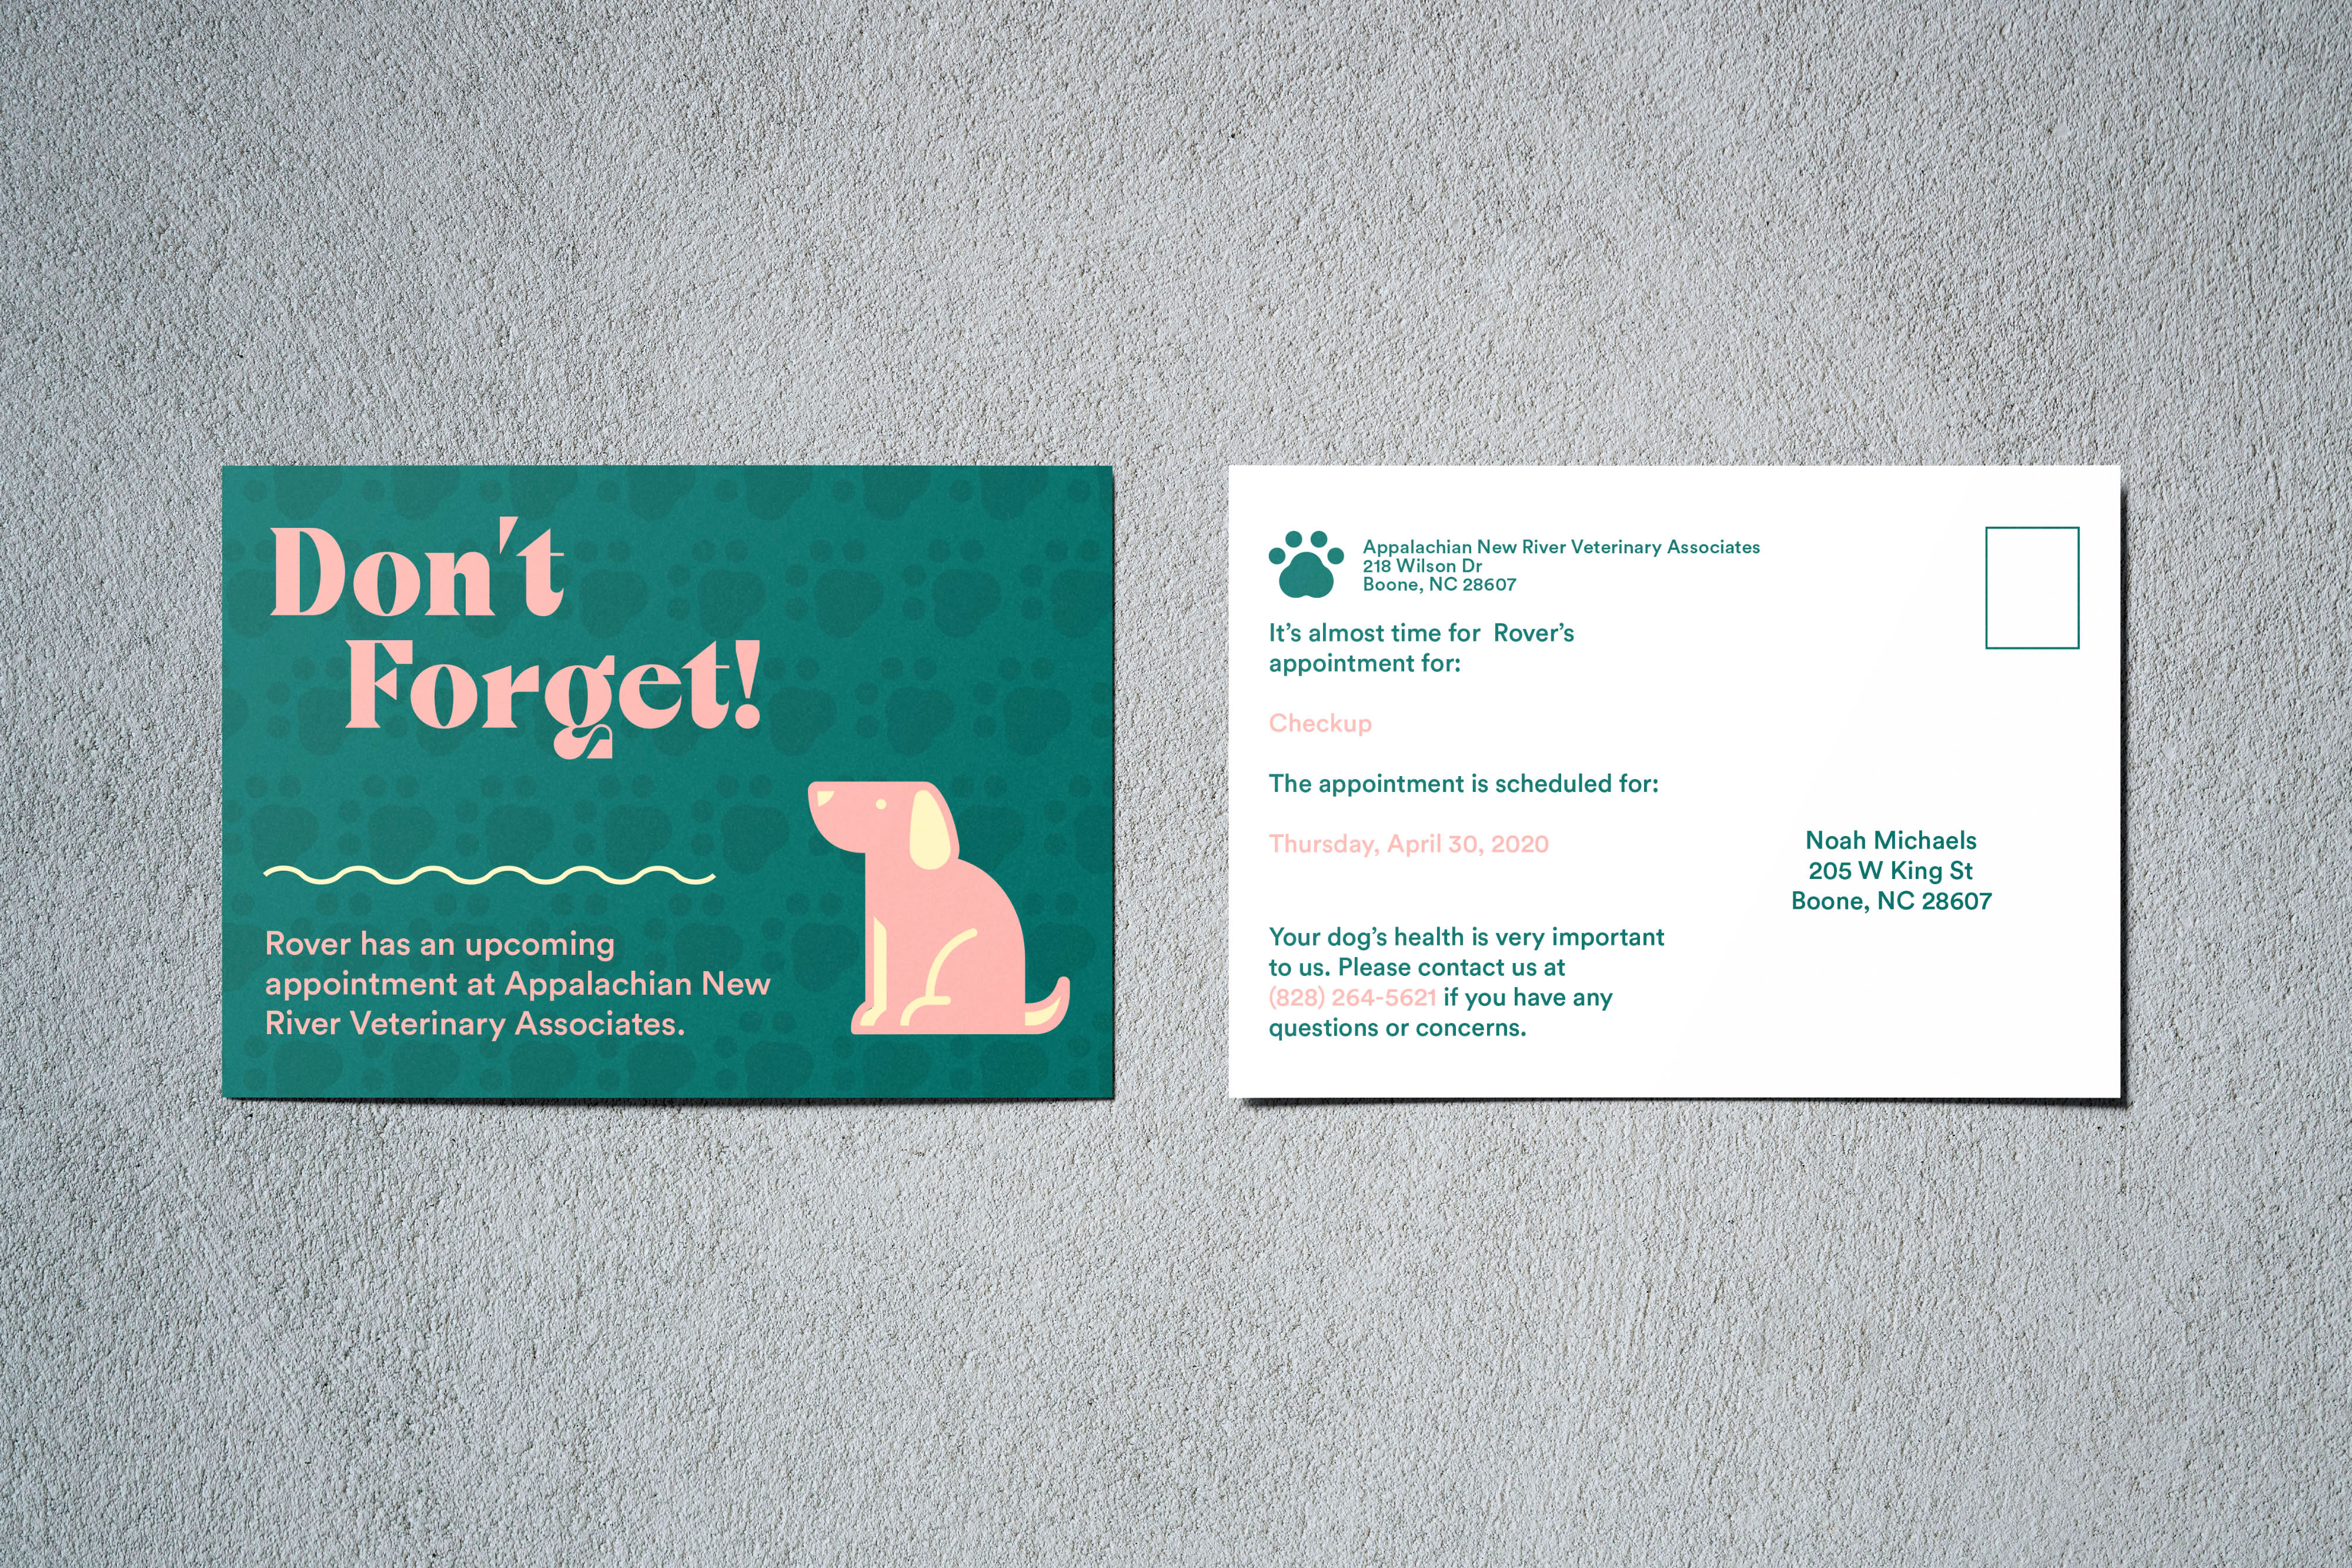 Don't
Forget!
Rover has an upcoming
appointment at Appalachian New
River Veterinary Associates.
Appalachian New River Veterinary Associates
218 Wilson Dr
Boone, NC 28607
It’s almost time for  Rover’s
appointment for:
Checkup
The appointment is scheduled for:
Thursday, April 30, 2020
Your dog’s health is very important
to us. Please contact us at
(828) 264-5621 if you have any
questions or concerns.
Noah Michaels
205 W King St
Boone, NC 28607